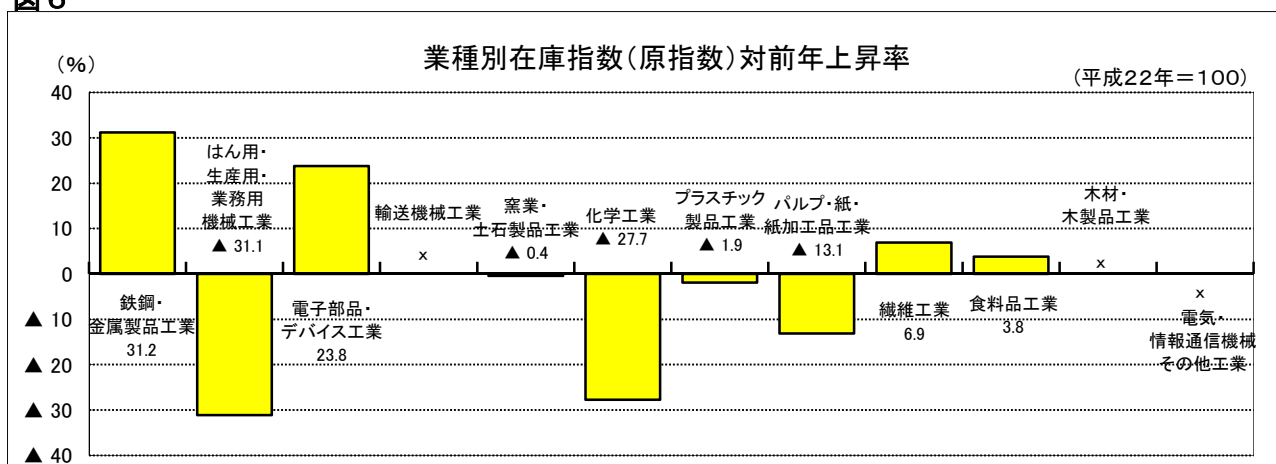 図6
業種別在庫指数(原指数)対前年上昇率
(%)
(平成22年=100)
40
30
20
10
0
▲ 10
▲ 20
▲ 30
▲ 40
鉄鋼・
金属製品工業
31.2
はん用・
生産用・
業務用
機械工業
▲ 31.1
電子部品・
デバイス工業
23.8
輸送機械工業
x
窯業・
土石製品工業
▲ 0.4
化学工業
▲ 27.7
プラスチック
製品工業
▲ 1.9
パルプ・紙・
紙加工品工業
▲ 13.1
繊維工業
6.9
食料品工業
3.8
木材・
木製品工業
x
x
電気・
情報通信機械
その他工業